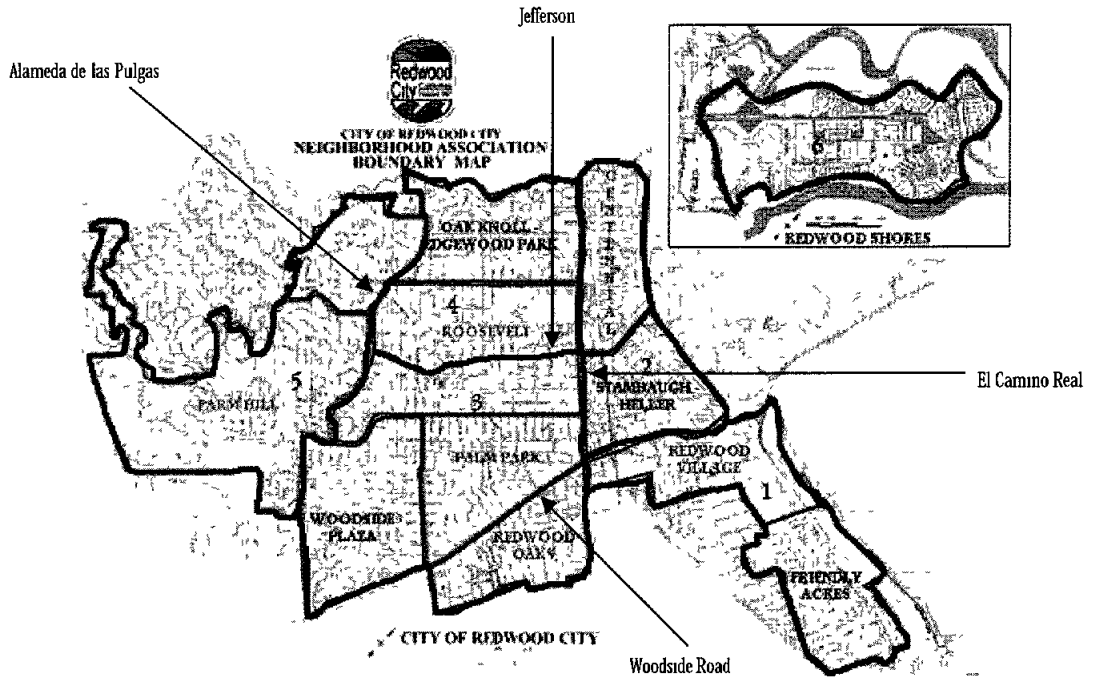 Jefferson
Alameda de las Pulgas
Redwood
City
CITY OF REDWOOD CITY
NEIGHBORHOOD ASSOCIATION
BOUNDARY MAP
6
REDWOOD SHORES
CENTENNIAL
OAK KNOLL
EDGEWOOD PARK
4
ROOSEVELT
2
STAMBAUGH
HELLER
El Camino Real
5
FARM HILL
3
PALM PARK
REDWOOD
VILLAGE
1
WOODSIDE
PLAZA
REDWOOD
OAKS
FRIENDLY
ACRES
CITY OF REDWOOD CITY
Woodside Road